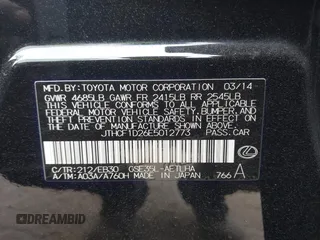 MFD. BY: TOYOTA MOTOR CORPORATION 03/14
GVWR 4685LB GAWR FR 2415LB RR 2545LB
THIS VEHICLE CONFORMS TO ALL APPLICABLE
FEDERAL MOTOR VEHICLE SAFETY, BUMPER, AND
THEFT PREVENTION STANDARDS IN EFFECT ON
THE DATE OF MANUFACTURE SHOWN ABOVE.
JTHCF1D26E5012773 PASS.CAR
C/TR:212/EB30 GSE35L-AETLHA
A/TM:A03A/A760H MADE IN JAPAN 766 A
DREAMBID